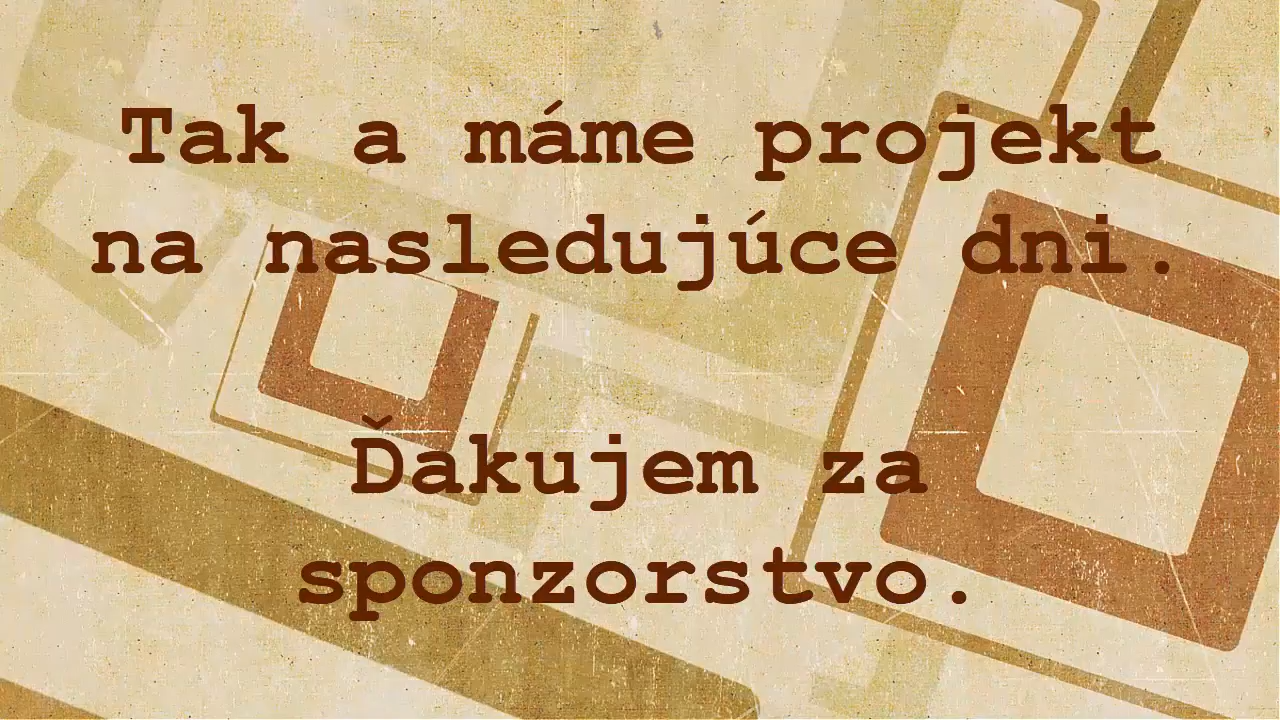 Tak a máme projekt
na nasledujúce dni.
Ďakujem za
sponzorstvo.